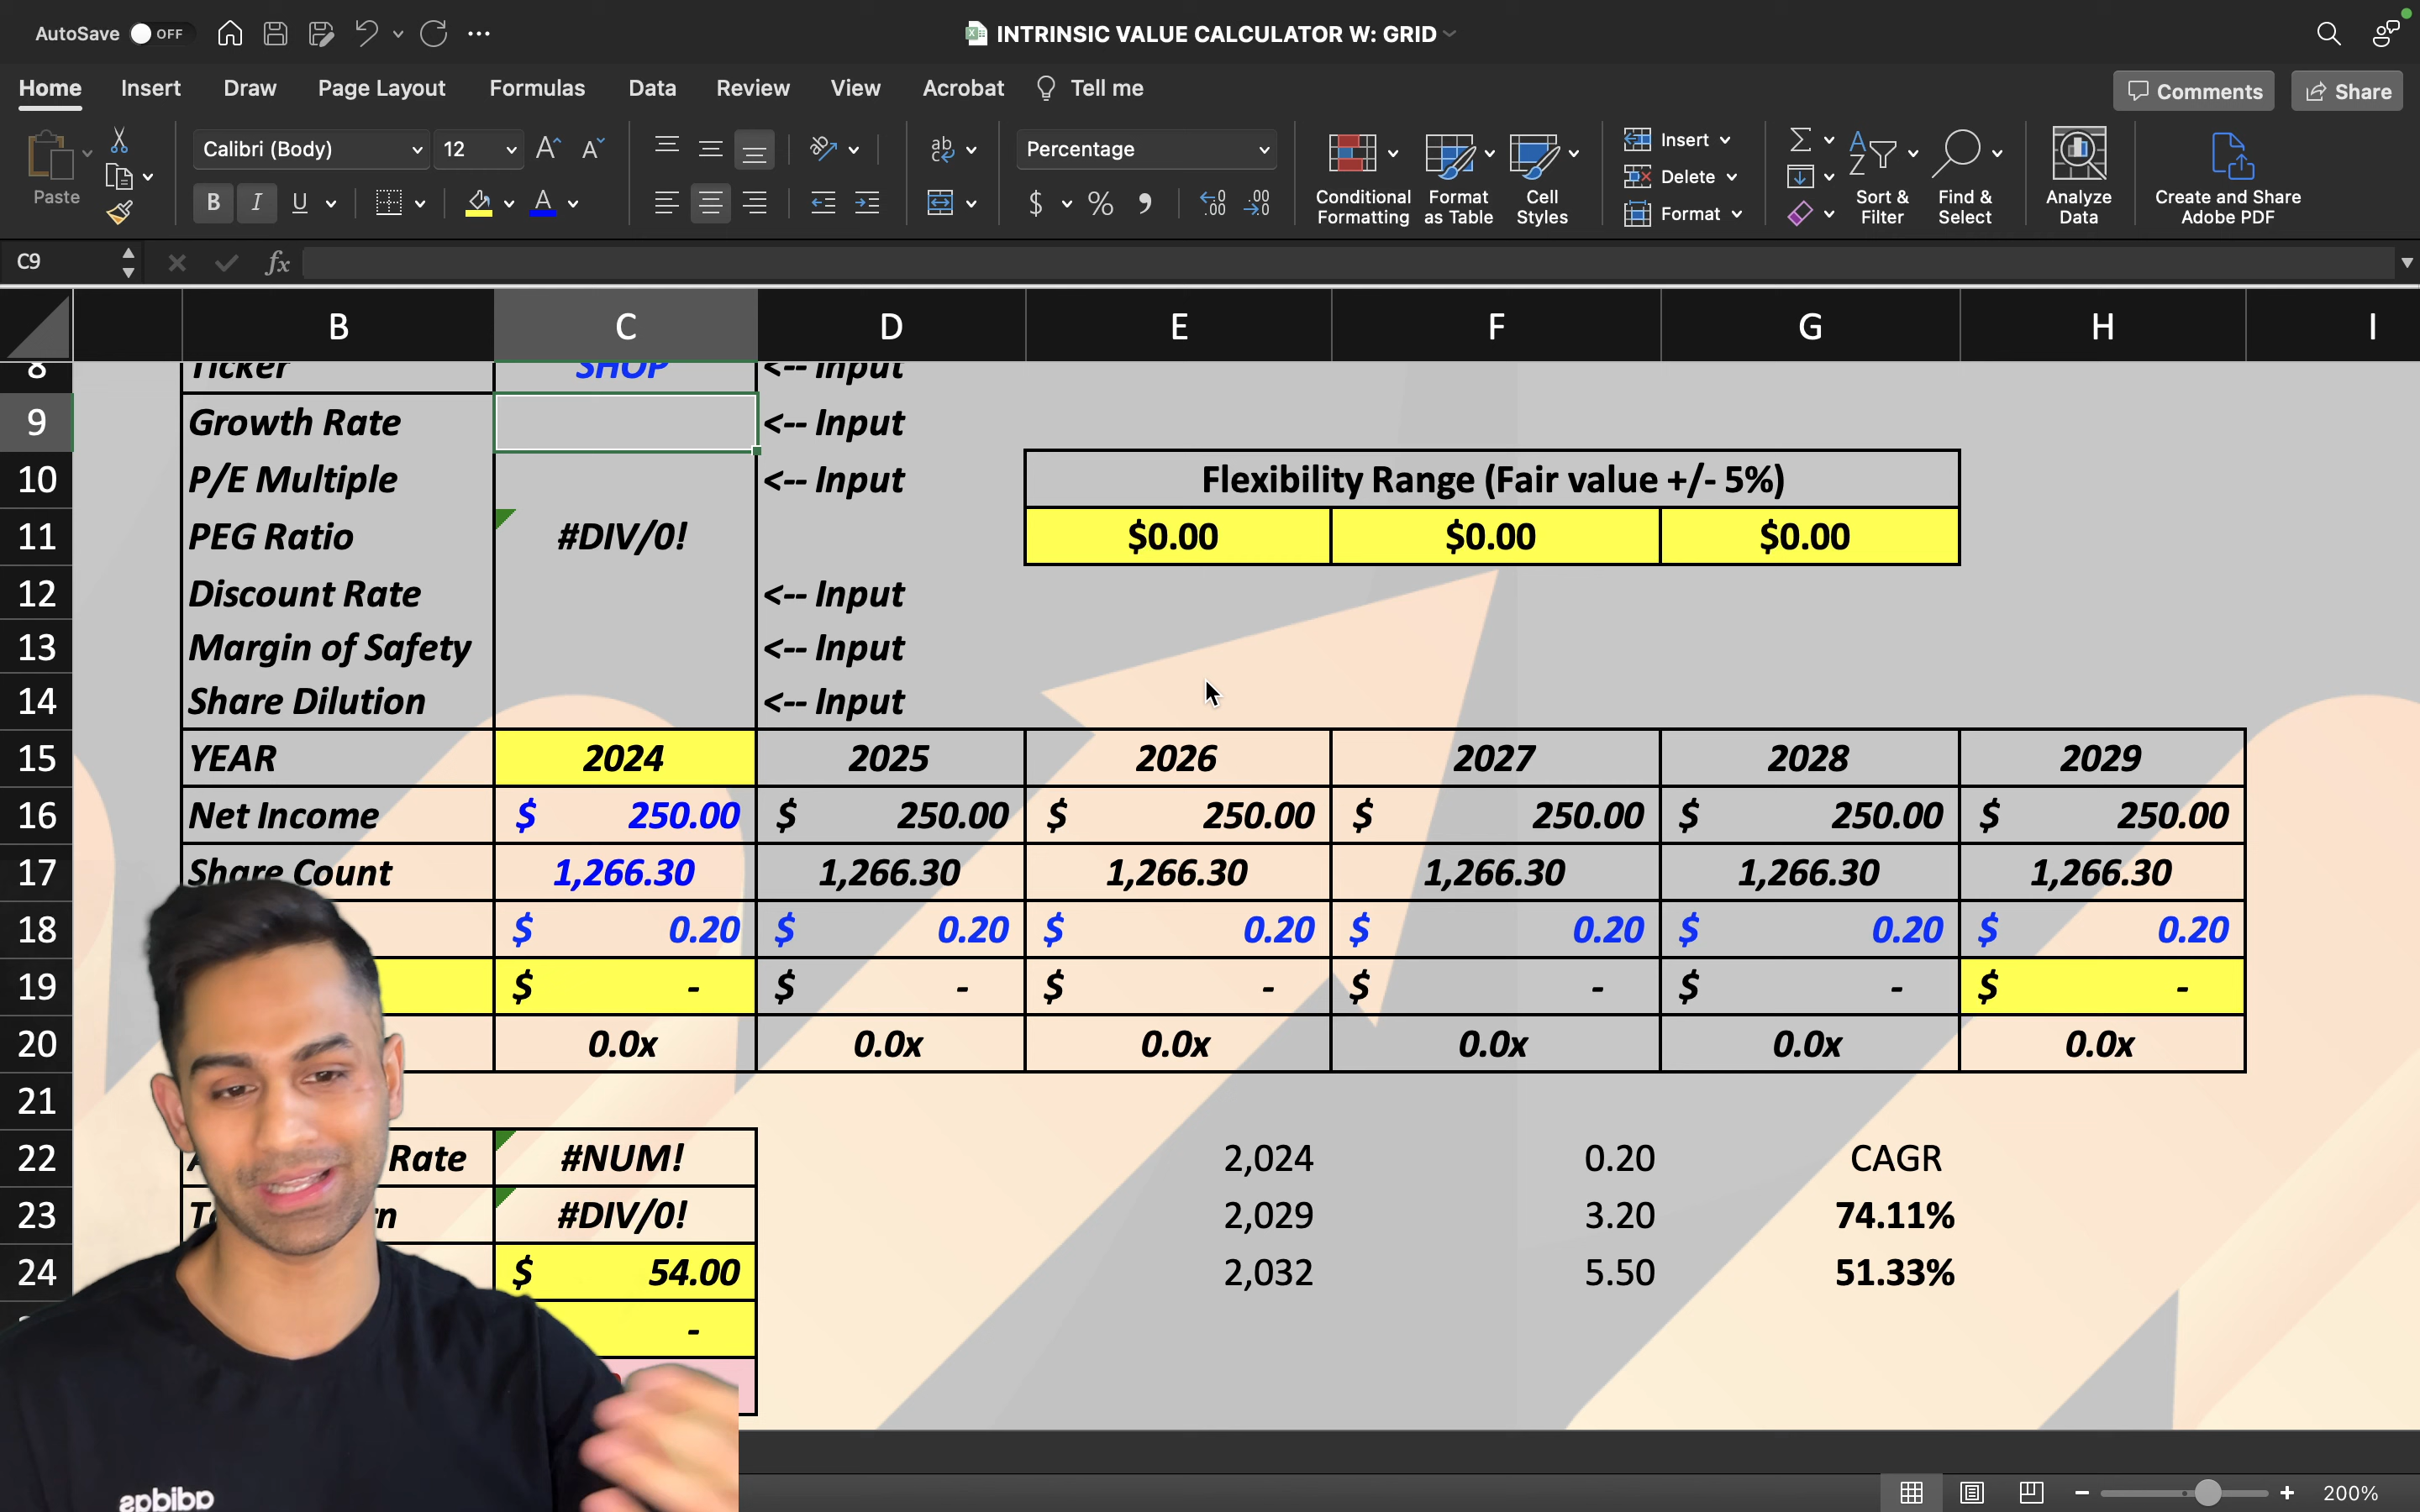 AutoSave OFF
INTRINSIC VALUE CALCULATOR W: GRID
Home Insert Draw Page Layout Formulas Data Review View Acrobat Tell me
Comments Share
Paste
Calibri (Body) 12
Percentage
B I U
Conditional Formatting
Format as Table
Cell Styles
Insert
Delete
Format
Sort & Filter
Find & Select
Analyze Data
Create and Share Adobe PDF
C9 fx
B C D E F G H I
8 Ticker SHOP <-- Input
9 Growth Rate <-- Input
10 P/E Multiple <-- Input Flexibility Range (Fair value +/- 5%)
11 PEG Ratio #DIV/0! $0.00 $0.00 $0.00
12 Discount Rate <-- Input
13 Margin of Safety <-- Input
14 Share Dilution <-- Input
15 YEAR 2024 2025 2026 2027 2028 2029
16 Net Income $ 250.00 $ 250.00 $ 250.00 $ 250.00 $ 250.00 $ 250.00
17 Share Count 1,266.30 1,266.30 1,266.30 1,266.30 1,266.30 1,266.30
18 $ 0.20 $ 0.20 $ 0.20 $ 0.20 $ 0.20 $ 0.20
19 $ - $ - $ - $ - $ - $ -
20 0.0x 0.0x 0.0x 0.0x 0.0x 0.0x
21
22 Rate #NUM! 2,024 0.20 CAGR
23 #DIV/0! 2,029 3.20 74.11%
24 $ 54.00 2,032 5.50 51.33%
-
adidas
200%